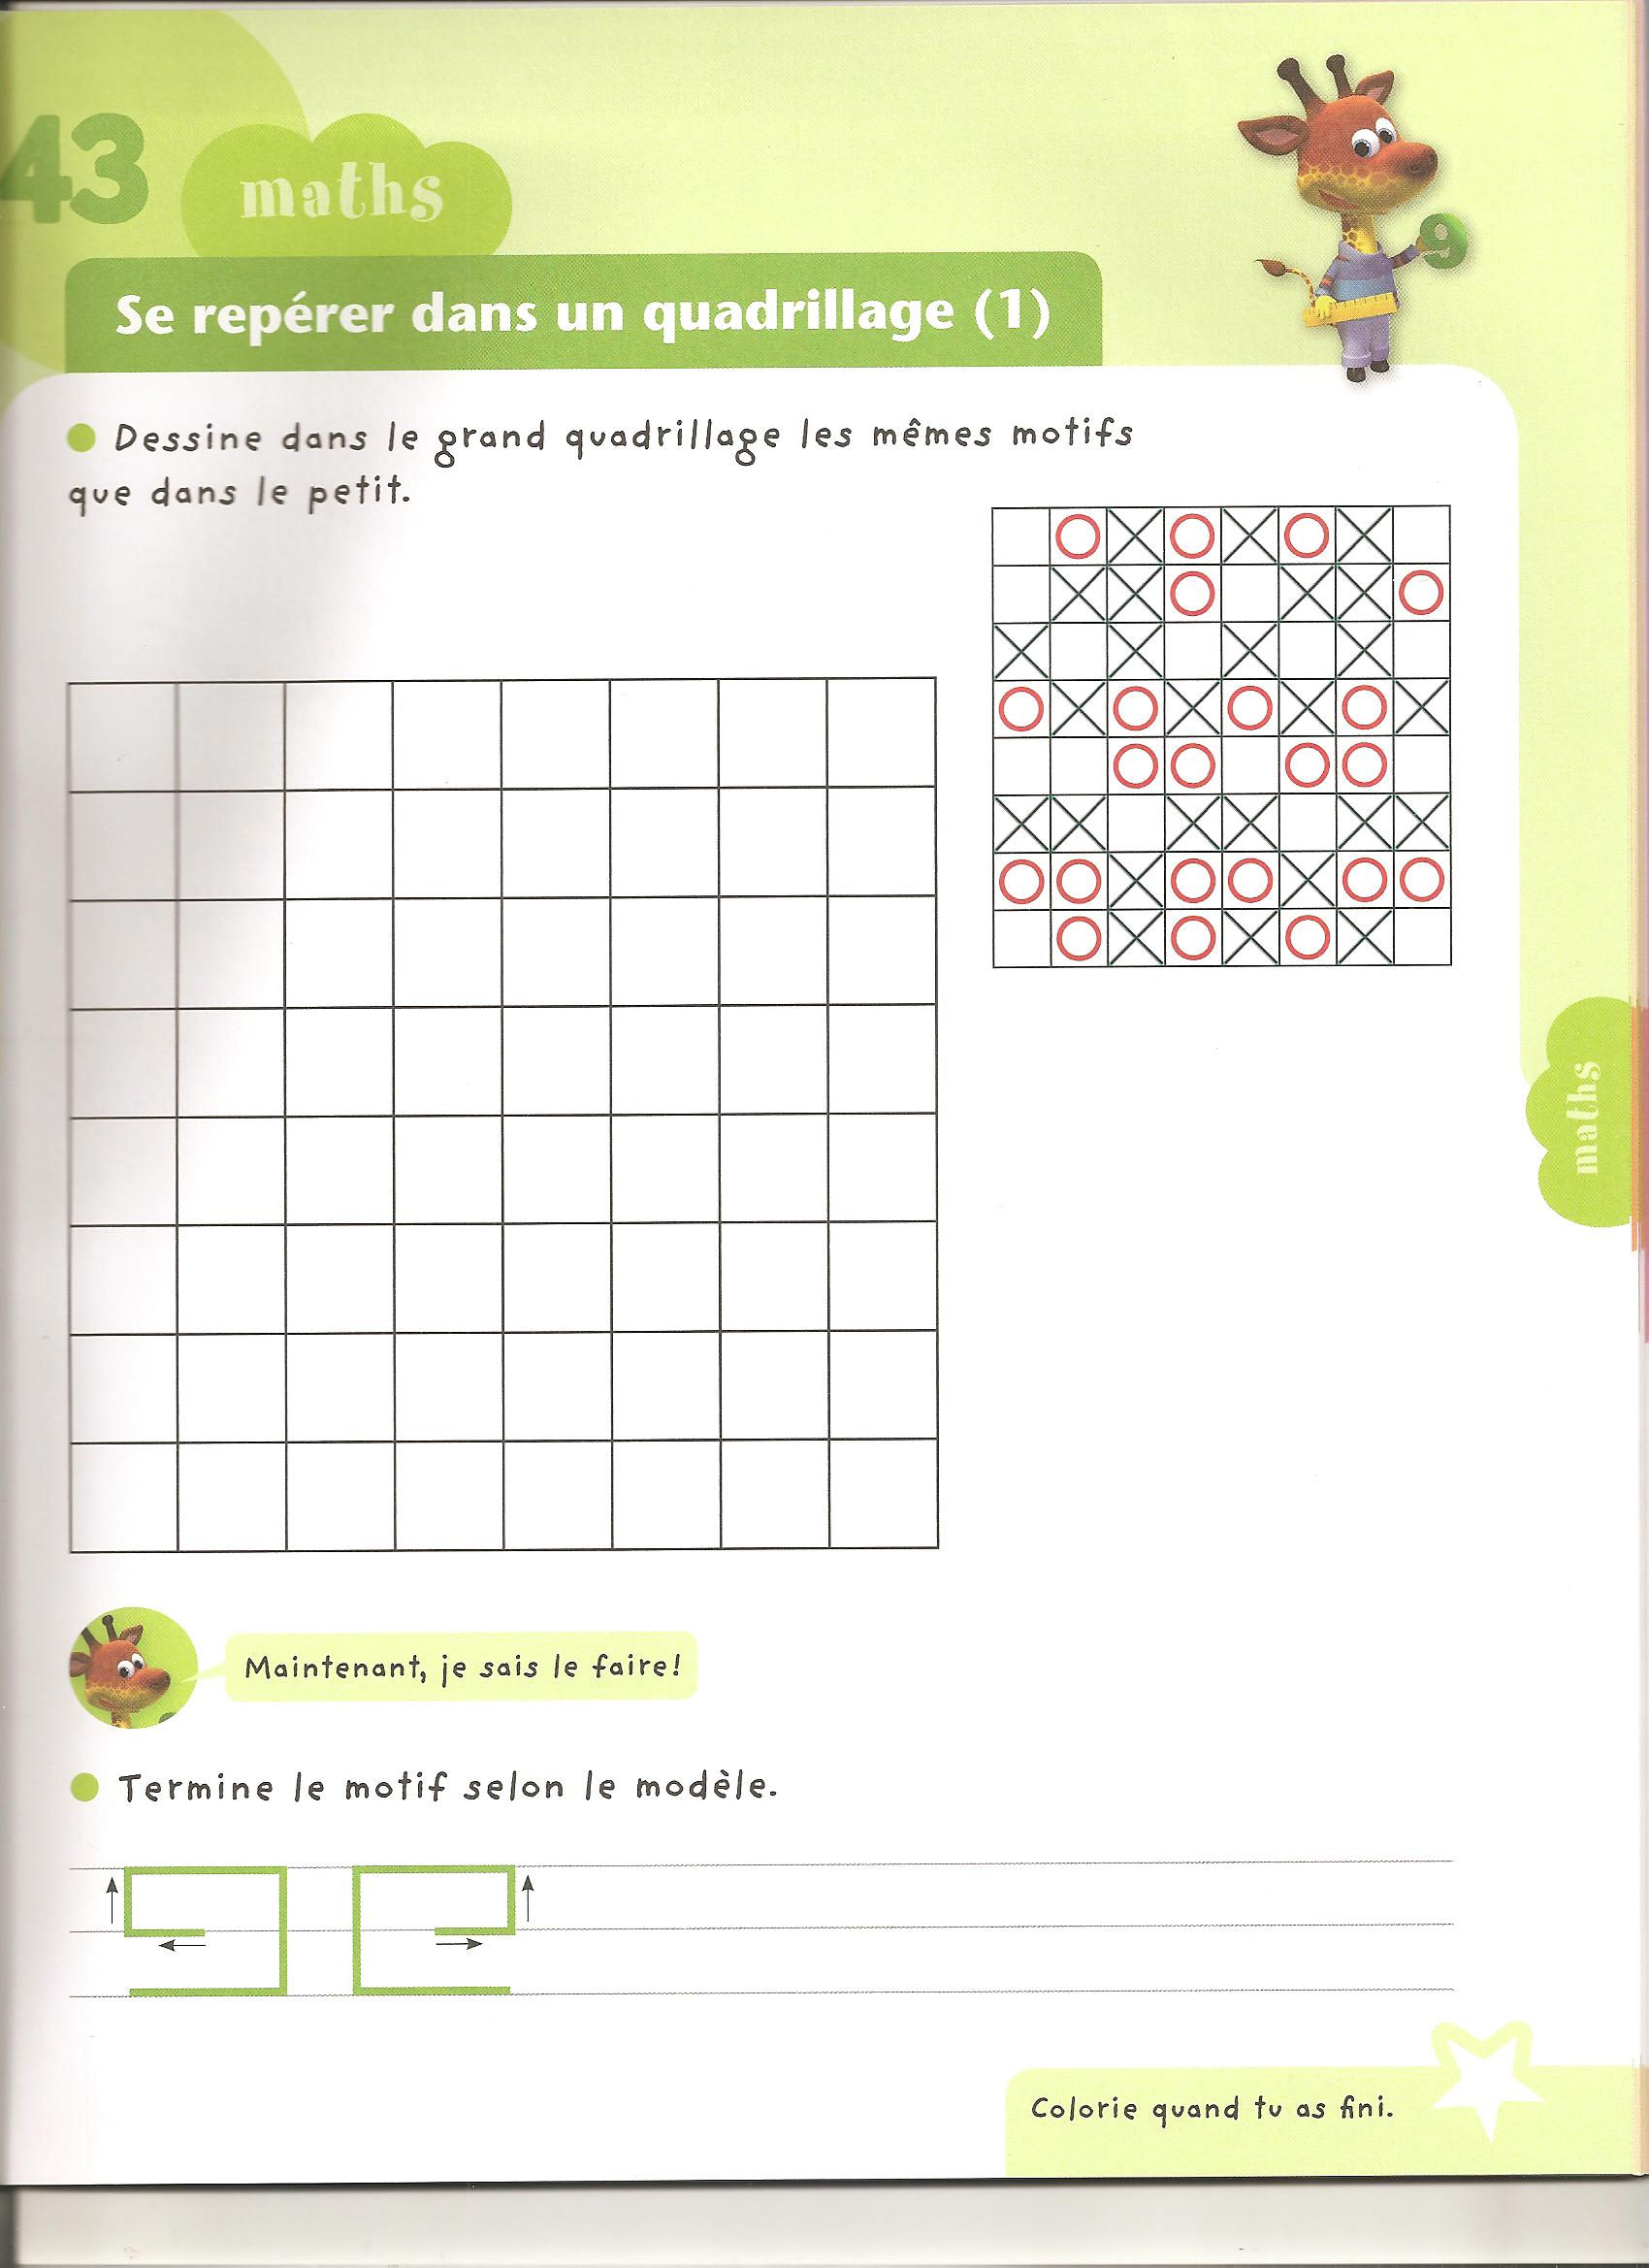 43
maths
9
Se repérer dans un quadrillage (1)
Dessine dans le grand quadrillage les mêmes motifs
que dans le petit.
maths
Maintenant, je sais le faire!
Termine le motif selon le modèle.
Colorie quand tu as fini.